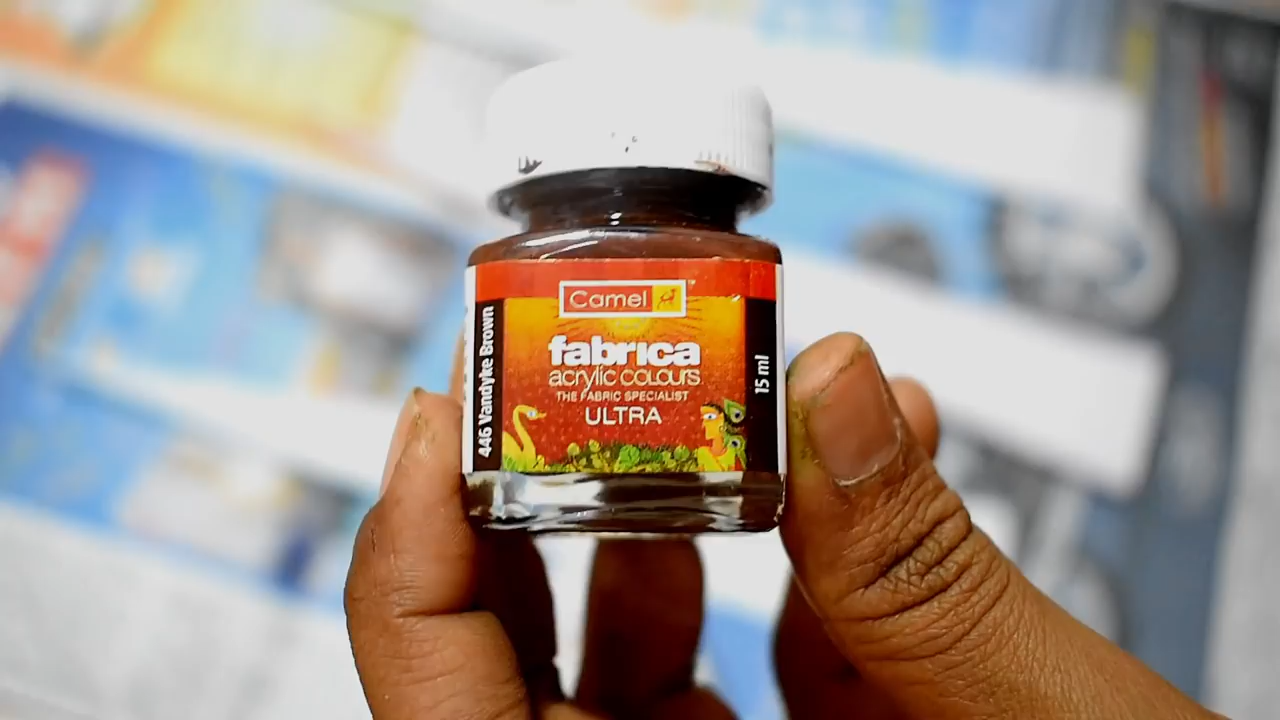 Camel
fabrica
acrylic colours
THE FABRIC SPECIALIST
ULTRA
446 Vandyke Brown
15 ml